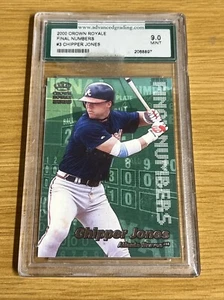 www.advancedgrading.com
2000 CROWN ROYALE
FINAL NUMBERS
#3 CHIPPER JONES
9.0
MINT
2068897
FINAL NUMBERS
Chipper Jones
Atlanta Braves